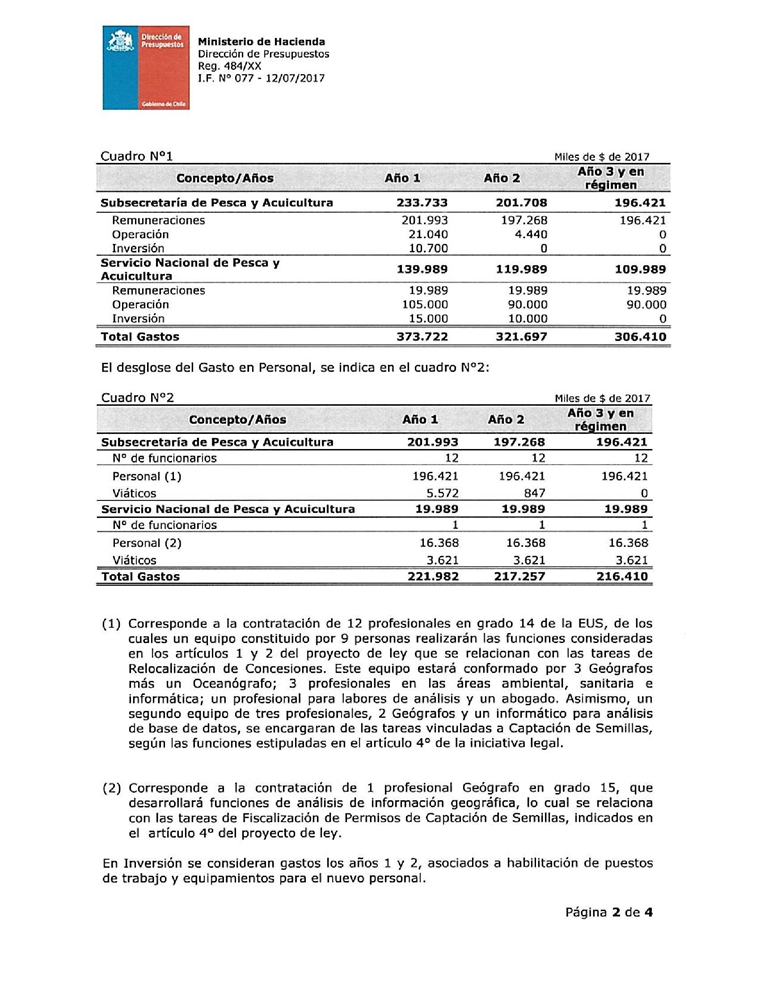 Dirección de
Presupuestos
Gobierno de Chile
Ministerio de Hacienda
Dirección de Presupuestos
Reg. 484/XX
I.F. N° 077 - 12/07/2017
Cuadro N°1 Miles de $ de 2017
Concepto/Años Año 1 Año 2 Año 3 y en régimen
Subsecretaría de Pesca y Acuicultura 233.733 201.708 196.421
Remuneraciones 201.993 197.268 196.421
Operación 21.040 4.440 0
Inversión 10.700 0 0
Servicio Nacional de Pesca y
Acuicultura 139.989 119.989 109.989
Remuneraciones 19.989 19.989 19.989
Operación 105.000 90.000 90.000
Inversión 15.000 10.000 0
Total Gastos 373.722 321.697 306.410
El desglose del Gasto en Personal, se indica en el cuadro N°2:
Cuadro N°2 Miles de $ de 2017
Concepto/Años Año 1 Año 2 Año 3 y en régimen
Subsecretaría de Pesca y Acuicultura 201.993 197.268 196.421
N° de funcionarios 12 12 12
Personal (1) 196.421 196.421 196.421
Viáticos 5.572 847 0
Servicio Nacional de Pesca y Acuicultura 19.989 19.989 19.989
N° de funcionarios 1 1 1
Personal (2) 16.368 16.368 16.368
Viáticos 3.621 3.621 3.621
Total Gastos 221.982 217.257 216.410
(1) Corresponde a la contratación de 12 profesionales en grado 14 de la EUS, de los
cuales un equipo constituido por 9 personas realizarán las funciones consideradas
en los artículos 1 y 2 del proyecto de ley que se relacionan con las tareas de
Relocalización de Concesiones. Este equipo estará conformado por 3 Geógrafos
más un Oceanógrafo; 3 profesionales en las áreas ambiental, sanitaria e
informática; un profesional para labores de análisis y un abogado. Asimismo, un
segundo equipo de tres profesionales, 2 Geógrafos y un informático para análisis
de base de datos, se encargaran de las tareas vinculadas a Captación de Semillas,
según las funciones estipuladas en el artículo 4° de la iniciativa legal.
(2) Corresponde a la contratación de 1 profesional Geógrafo en grado 15, que
desarrollará funciones de análisis de información geográfica, lo cual se relaciona
con las tareas de Fiscalización de Permisos de Captación de Semillas, indicados en
el artículo 4° del proyecto de ley.
En Inversión se consideran gastos los años 1 y 2, asociados a habilitación de puestos
de trabajo y equipamientos para el nuevo personal.
Página 2 de 4